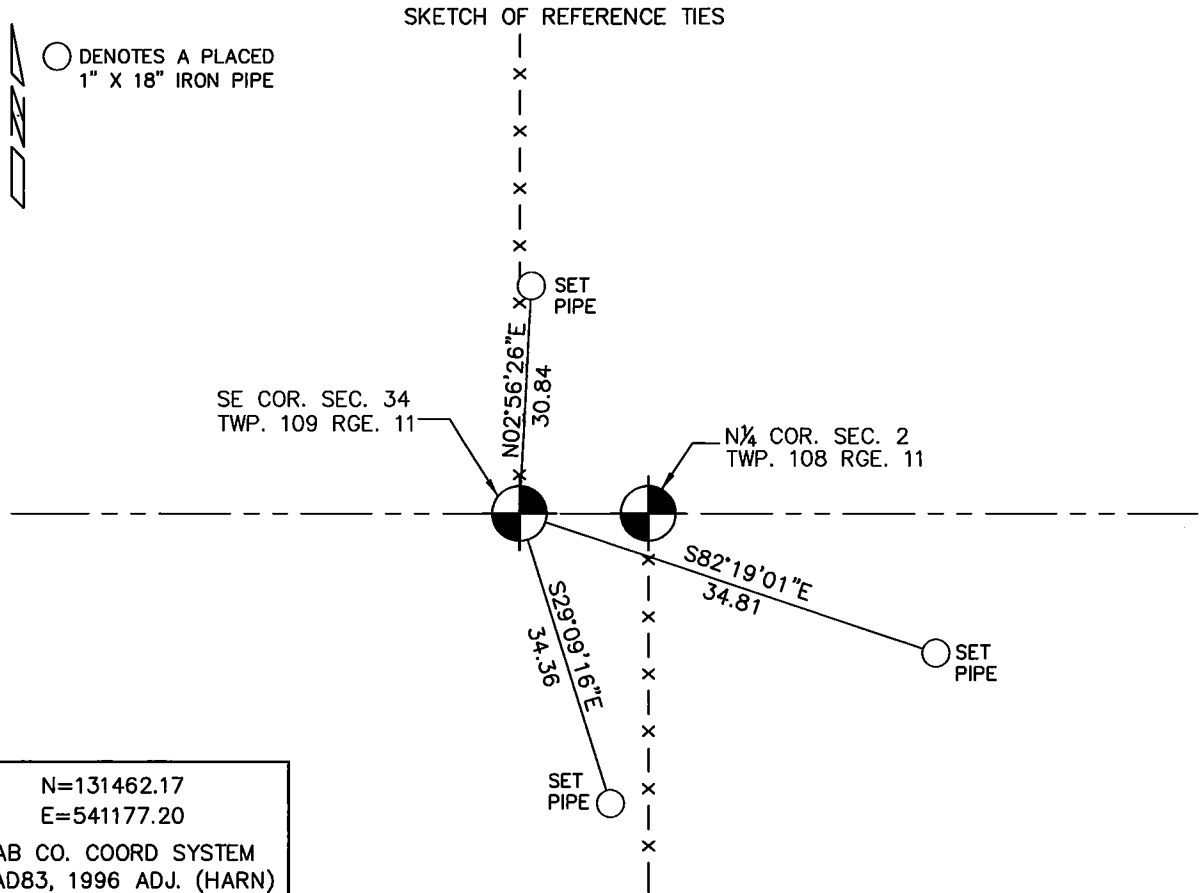 SKETCH OF REFERENCE TIES
DENOTES A PLACED
1" X 18" IRON PIPE
N
SET
PIPE
N02°56'26"E
30.84
SE COR. SEC. 34
TWP. 109 RGE. 11
N¼ COR. SEC. 2
TWP. 108 RGE. 11
S82°19'01"E
34.81
S29°09'16"E
34.36
SET
PIPE
SET
PIPE
N=131462.17
E=541177.20
AB CO. COORD SYSTEM
AD83, 1996 ADJ. (HARN)